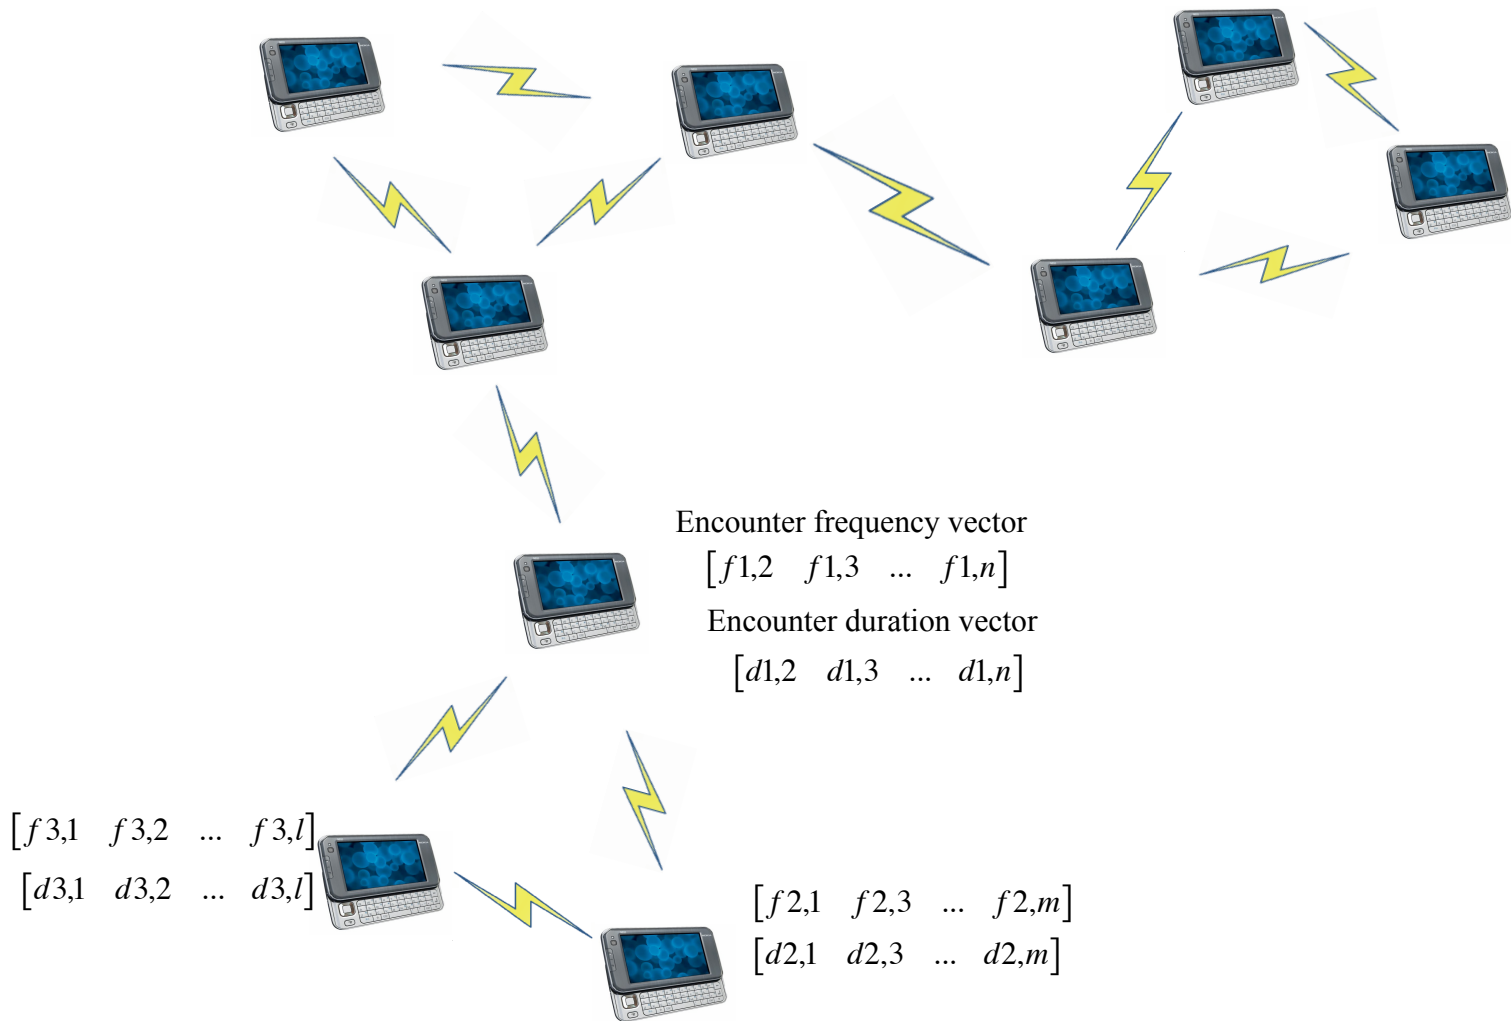 Encounter frequency vector
[f1,2 f1,3 ... f1,n]
Encounter duration vector
[d1,2 d1,3 ... d1,n]
[f3,1 f3,2 ... f3,l]
[d3,1 d3,2 ... d3,l]
[f2,1 f2,3 ... f2,m]
[d2,1 d2,3 ... d2,m]